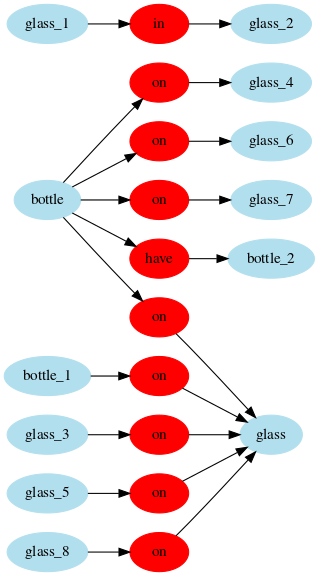 glass_1 in glass_2
on glass_4
on glass_6
bottle on glass_7
have bottle_2
on
bottle_1 on
glass_3 on glass
glass_5 on
glass_8 on